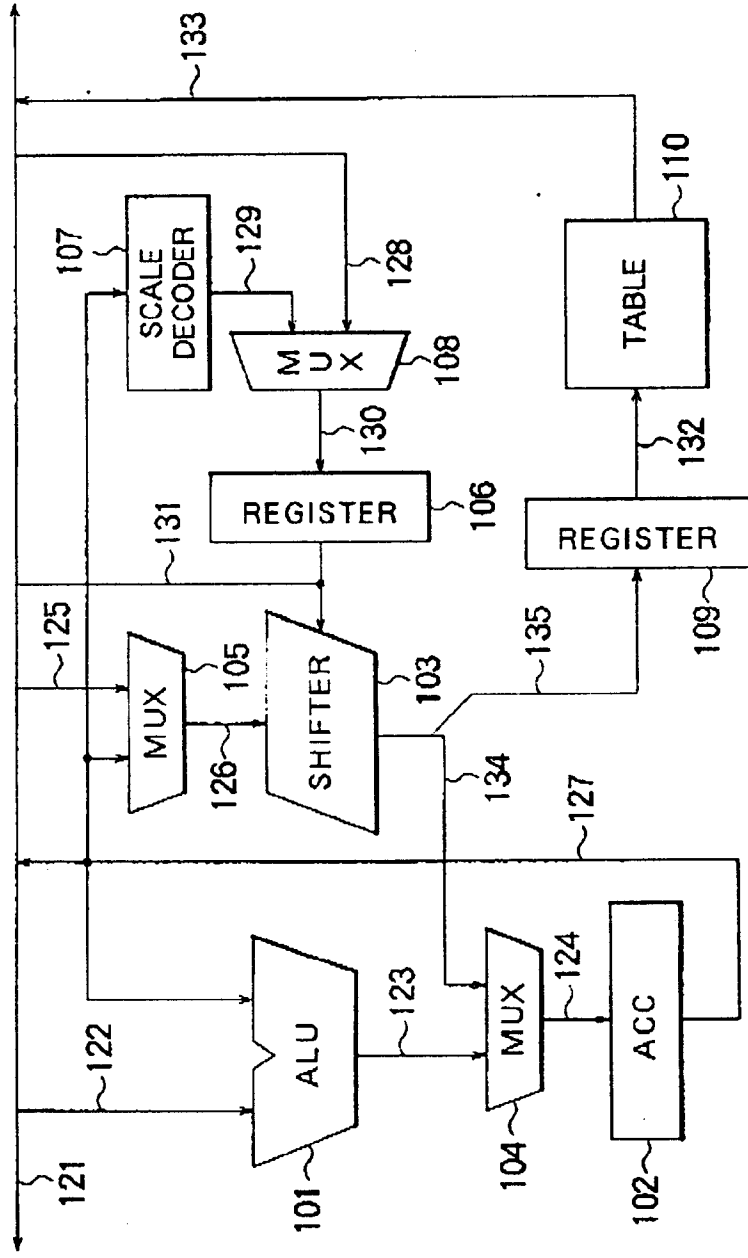 121
122
125
131
133
107
SCALE
DECODER
129
128
MUX
105
126
MUX
108
130
REGISTER
106
ALU
101
SHIFTER
103
123
134
135
MUX
104
124
127
ACC
102
REGISTER
109
132
TABLE
110